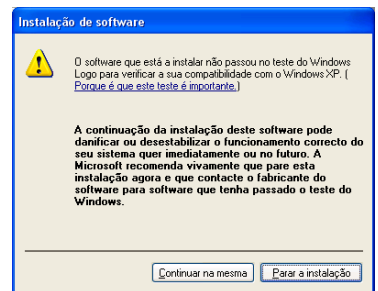 Instalação de software
O software que está a instalar não passou no teste do Windows
Logo para verificar a sua compatibilidade com o Windows XP. (
Porque é que este teste é importante.)
A continuação da instalação deste software pode
danificar ou desestabilizar o funcionamento correcto do
seu sistema quer imediatamente ou no futuro. A
Microsoft recomenda vivamente que pare esta
instalação agora e que contacte o fabricante do
software para software que tenha passado o teste do
Windows.
Continuar na mesma
Parar a instalação